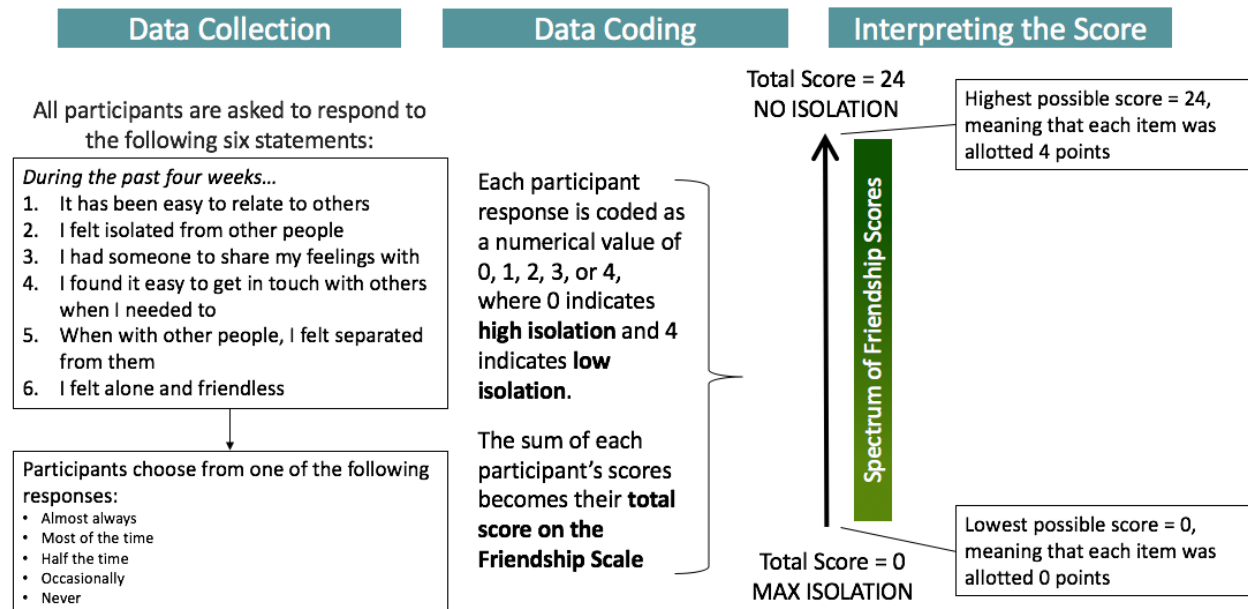 Data Collection
All participants are asked to respond to
the following six statements:
During the past four weeks...
1. It has been easy to relate to others
2. I felt isolated from other people
3. I had someone to share my feelings with
4. I found it easy to get in touch with others
when I needed to
5. When with other people, I felt separated
from them
6. I felt alone and friendless
Participants choose from one of the following
responses:
• Almost always
• Most of the time
• Half the time
• Occasionally
• Never
Data Coding
Each participant
response is coded as
a numerical value of
0, 1, 2, 3, or 4,
where 0 indicates
high isolation and 4
indicates low
isolation.
The sum of each
participant's scores
becomes their total
score on the
Friendship Scale
Interpreting the Score
Total Score = 24
NO ISOLATION
Highest possible score = 24,
meaning that each item was
allotted 4 points
Spectrum of Friendship Scores
Lowest possible score = 0,
meaning that each item was
allotted 0 points
Total Score = 0
MAX ISOLATION